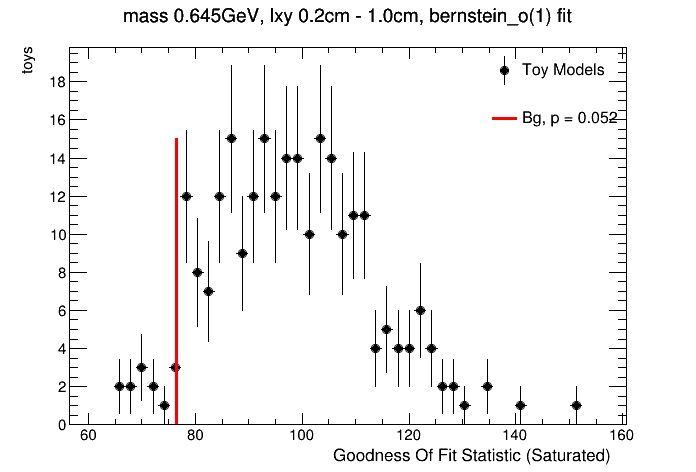 mass 0.645GeV, lxy 0.2cm - 1.0cm, bernstein_o(1) fit
toys
Toy Models
Bg, p = 0.052
18
16
14
12
10
8
6
4
2
0
60 80 100 120 140 160
Goodness Of Fit Statistic (Saturated)